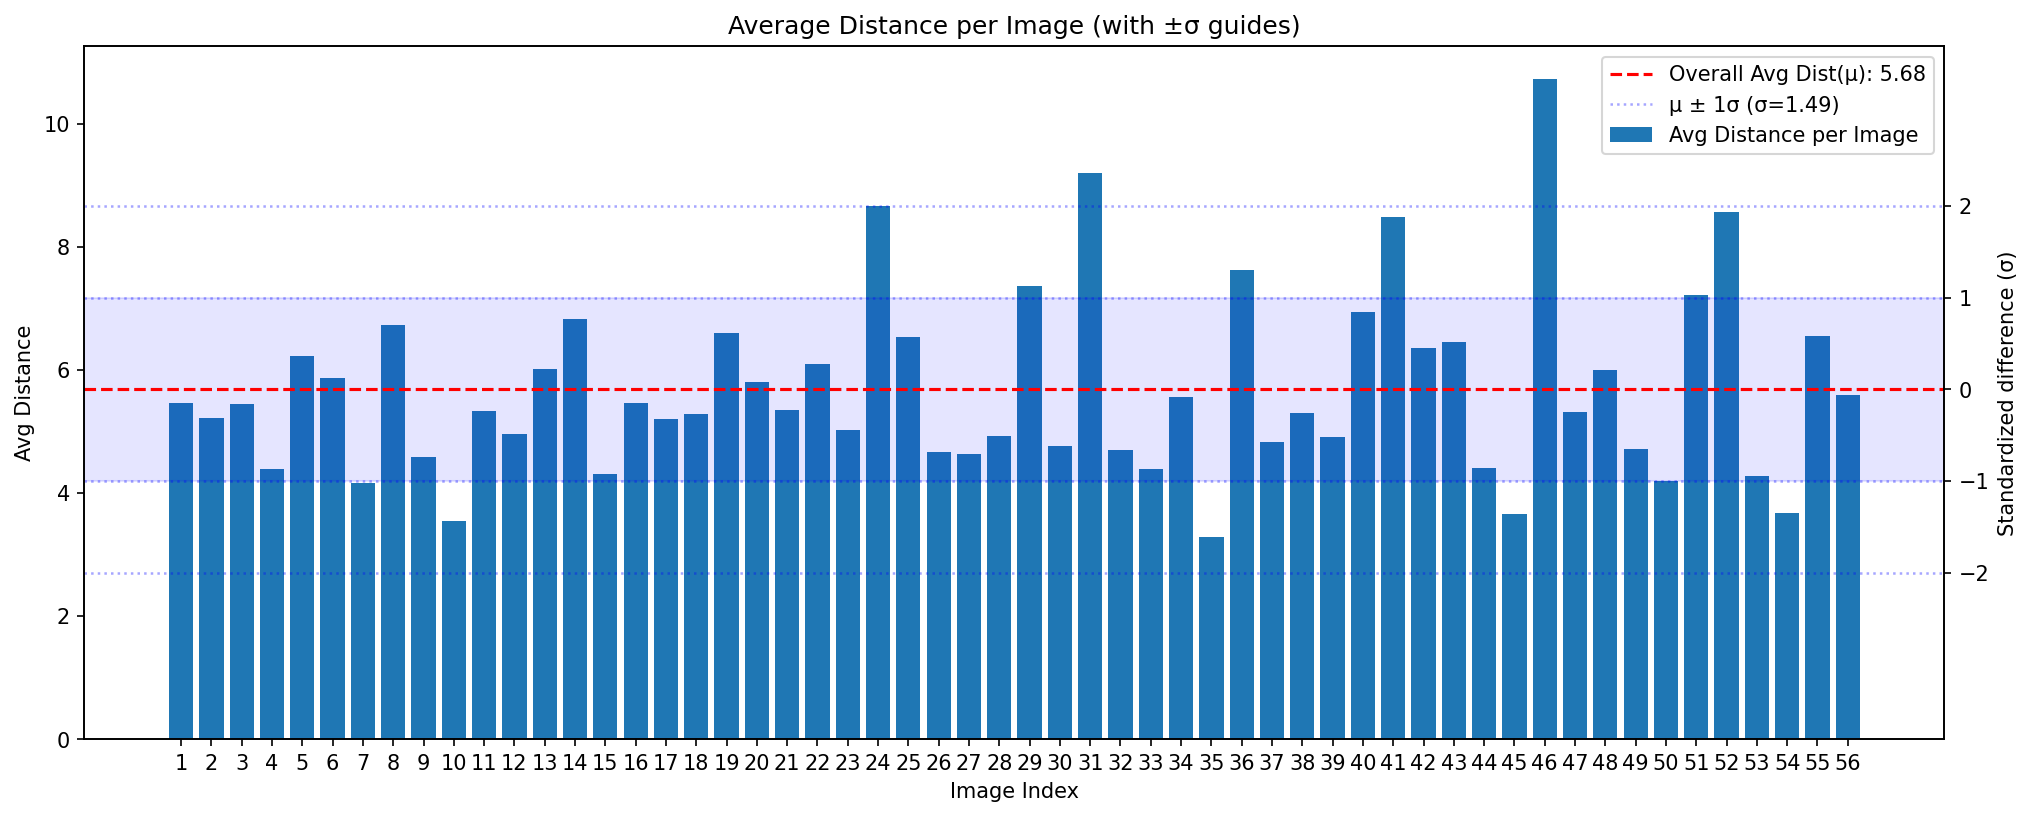 Average Distance per Image (with ±σ guides)
Overall Avg Dist(μ): 5.68
μ ± 1σ (σ=1.49)
Avg Distance per Image
10
8
6
4
2
0
Avg Distance
2
1
0
−1
−2
Standardized difference (σ)
1 2 3 4 5 6 7 8 9 10 11 12 13 14 15 16 17 18 19 20 21 22 23 24 25 26 27 28 29 30 31 32 33 34 35 36 37 38 39 40 41 42 43 44 45 46 47 48 49 50 51 52 53 54 55 56
Image Index